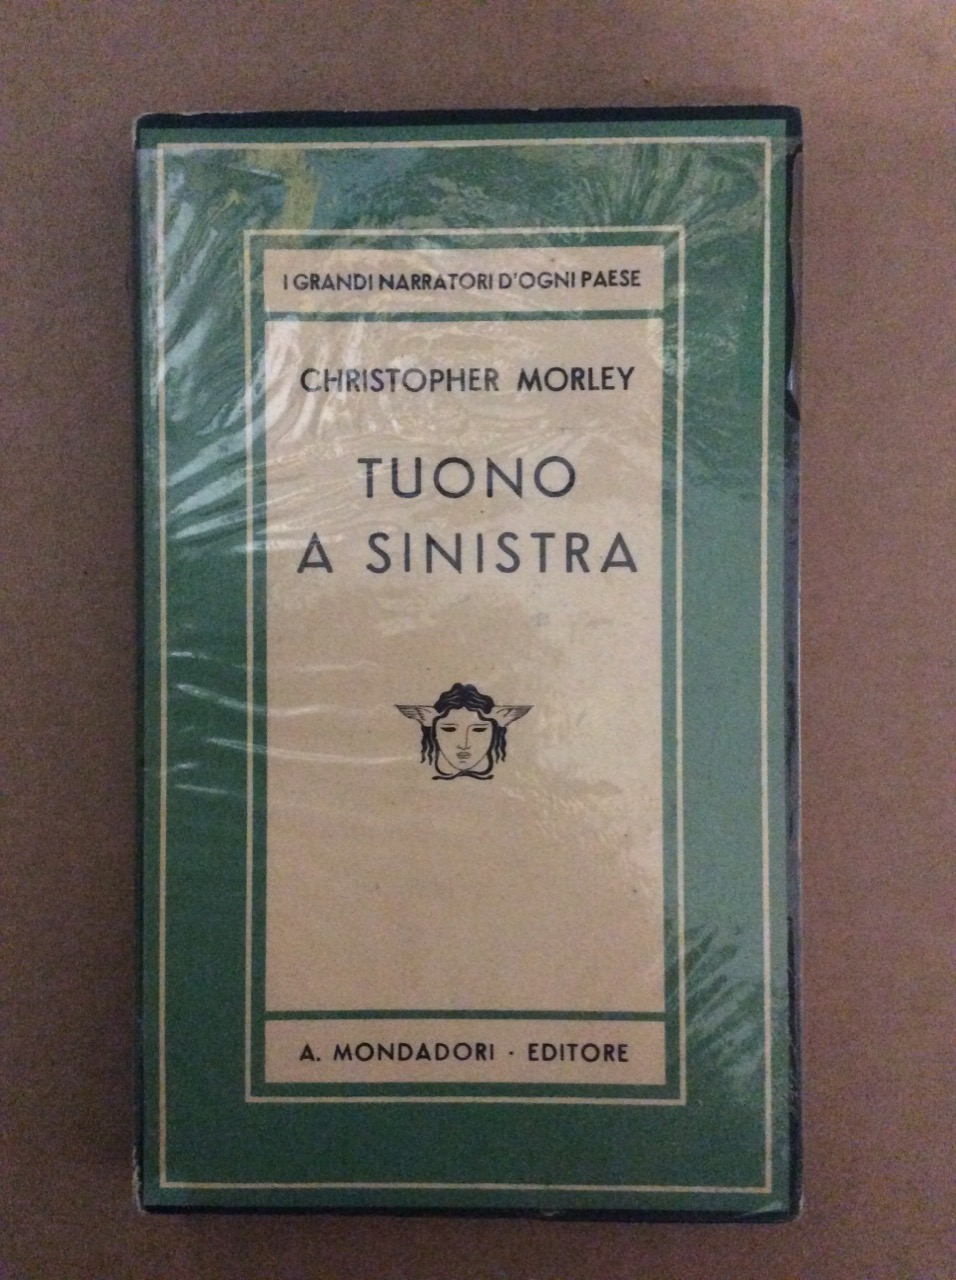 I GRANDI NARRATORI D'OGNI PAESE
CHRISTOPHER MORLEY
TUONO
A SINISTRA
A. MONDADORI · EDITORE